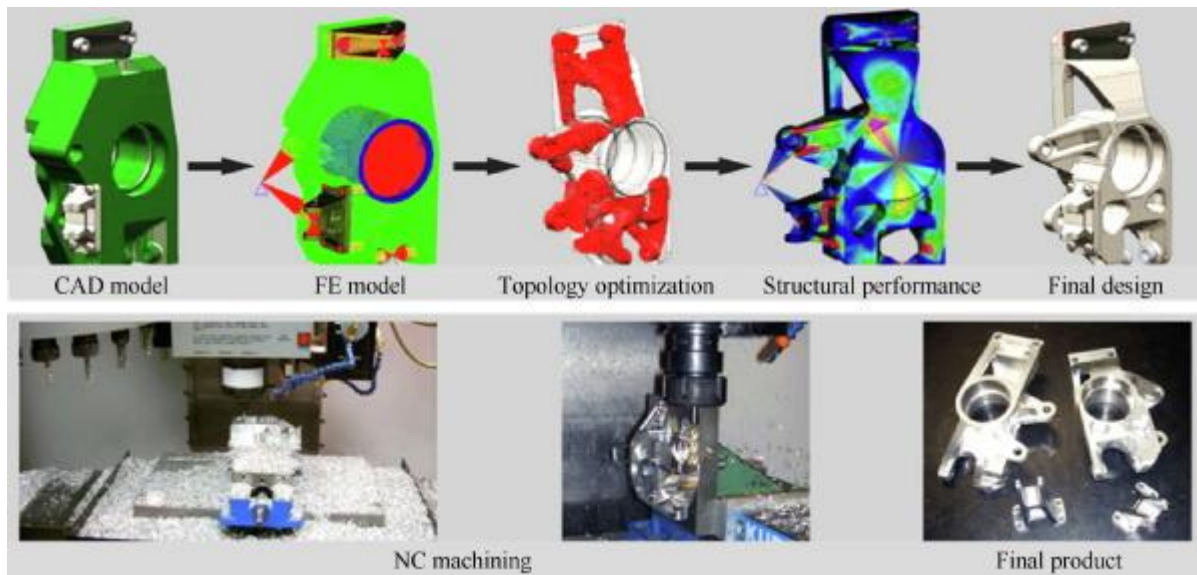 CAD model
FE model
Topology optimization
Structural performance
Final design
NC machining
Final product